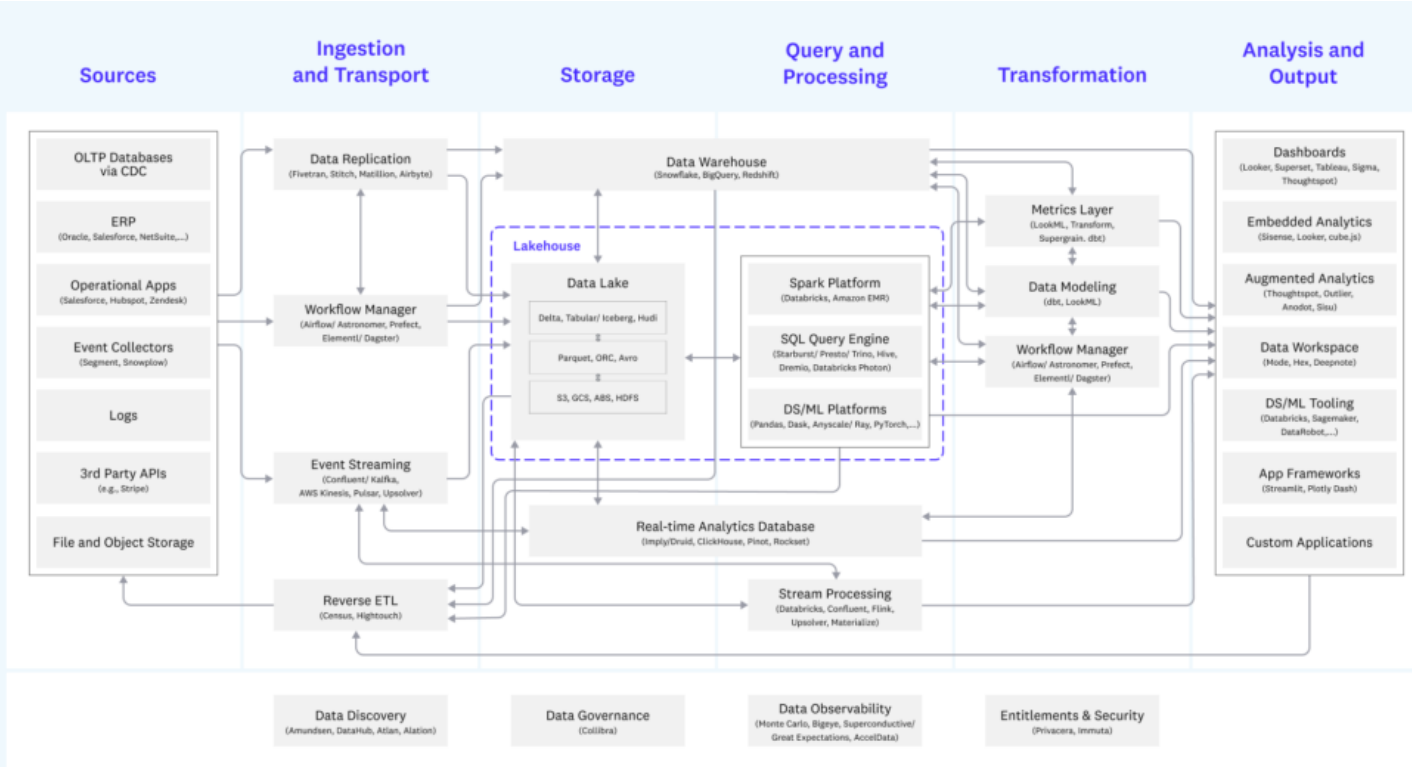 Sources
Ingestion
and Transport
Storage
Query and
Processing
Transformation
Analysis and
Output
OLTP Databases
via CDC
ERP
(Oracle, Salesforce, NetSuite,...)
Operational Apps
(Salesforce, Hubspot, Zendesk)
Event Collectors
(Segment, Snowplow)
Logs
3rd Party APIs
(e.g., Stripe)
File and Object Storage
Data Replication
(Fivetran, Stitch, Matillion, Airbyte)
Workflow Manager
(Airflow/ Astronomer, Prefect,
Elementl/ Dagster)
Event Streaming
(Confluent/ Kalfka,
AWS Kinesis, Pulsar, Upsolver)
Reverse ETL
(Census, Hightouch)
Data Warehouse
(Snowflake, BigQuery, Redshift)
Lakehouse
Data Lake
Delta, Tabular/ Iceberg, Hudi
Parquet, ORC, Avro
S3, GCS, ABS, HDFS
Spark Platform
(Databricks, Amazon EMR)
SQL Query Engine
(Starburst/ Presto/ Trino, Hive,
Dremio, Databricks Photon)
DS/ML Platforms
(Pandas, Dask, Anyscale/ Ray, PyTorch,...)
Real-time Analytics Database
(Imply/Druid, ClickHouse, Pinot, Rockset)
Stream Processing
(Databricks, Confluent, Flink,
Upsolver, Materialize)
Metrics Layer
(LookML, Transform,
Supergrain. dbt)
Data Modeling
(dbt, LookML)
Workflow Manager
(Airflow/ Astronomer, Prefect,
Elementl/ Dagster)
Dashboards
(Looker, Superset, Tableau, Sigma,
Thoughtspot)
Embedded Analytics
(Sisense, Looker, cube.js)
Augmented Analytics
(Thoughtspot, Outlier,
Anodot, Sisu)
Data Workspace
(Mode, Hex, Deepnote)
DS/ML Tooling
(Databricks, Sagemaker,
DataRobot,...)
App Frameworks
(Streamlit, Plotly Dash)
Custom Applications
Data Discovery
(Amundsen, DataHub, Atlan, Alation)
Data Governance
(Collibra)
Data Observability
(Monte Carlo, Bigeye, Superconductive/
Great Expectations, AccelData)
Entitlements & Security
(Privacera, Immuta)